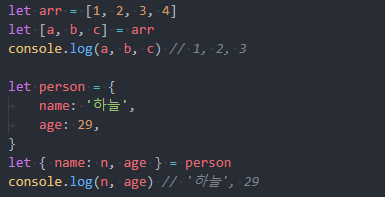 let arr = [1, 2, 3, 4]
let [a, b, c] = arr
console.log(a, b, c) // 1, 2, 3
let person = {
name: '하늘',
age: 29,
}
let { name: n, age } = person
console.log(n, age) // '하늘', 29